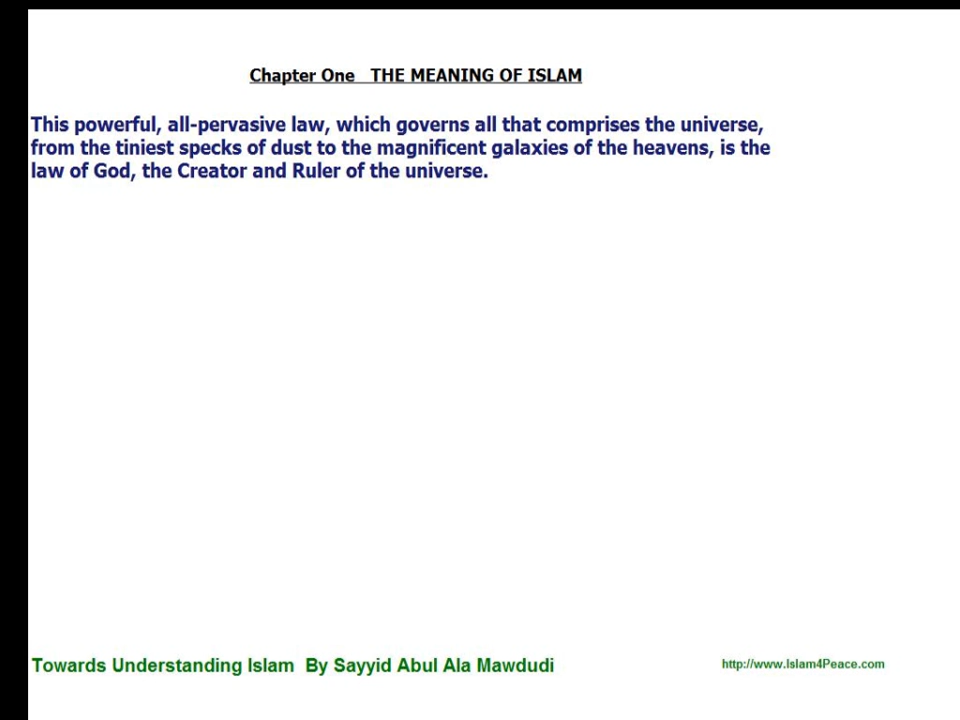 Chapter One   THE MEANING OF ISLAM
This powerful, all-pervasive law, which governs all that comprises the universe,
from the tiniest specks of dust to the magnificent galaxies of the heavens, is the
law of God, the Creator and Ruler of the universe.
Towards Understanding Islam  By Sayyid Abul Ala Mawdudi
http://www.Islam4Peace.com